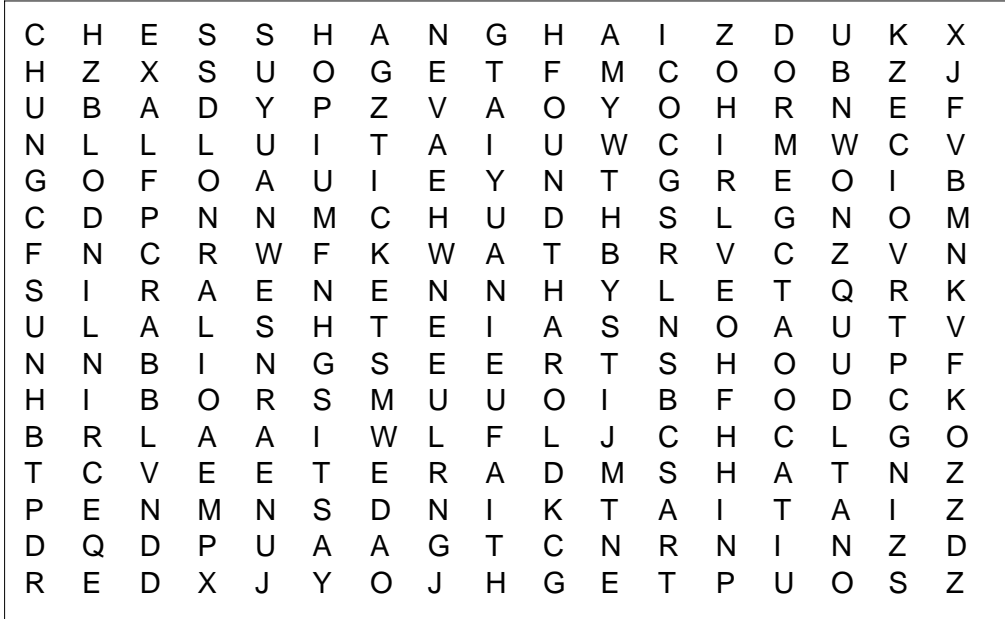 C H E S S H A N G H A I Z D U K X
H Z X S U O G E T F M C O O B Z J
U B A D Y P Z V A O Y O H R N E F
N L L L U I T A I U W C I M W C V
G O F O A U I E Y N T G R E O I B
C D P N N M C H U D H S L G N O M
F N C R W F K W A T B R V C Z V N
S I R A E N E N N H Y L E T Q R K
U L A L S H T E I A S N O A U T V
N N B I N G S E E R T S H O U P F
H I B O R S M U U O I B F O D C K
B R L A A I W L F L J C H C L G O
T C V E E T E R A D M S H A T N Z
P E N M N S D N I K T A I T A I Z
D Q D P U A A G T C N R N I N Z D
R E D X J Y O J H G E T P U O S Z